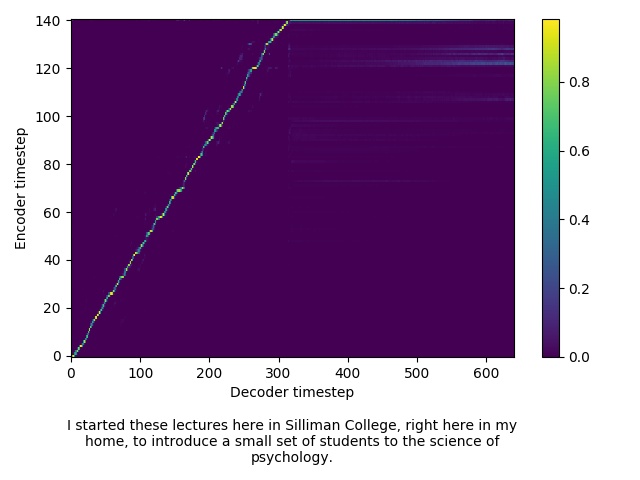 140
120
100
80
60
40
20
0
Encoder timestep
0 100 200 300 400 500 600
Decoder timestep
0.8
0.6
0.4
0.2
0.0
I started these lectures here in Silliman College, right here in my
home, to introduce a small set of students to the science of
psychology.